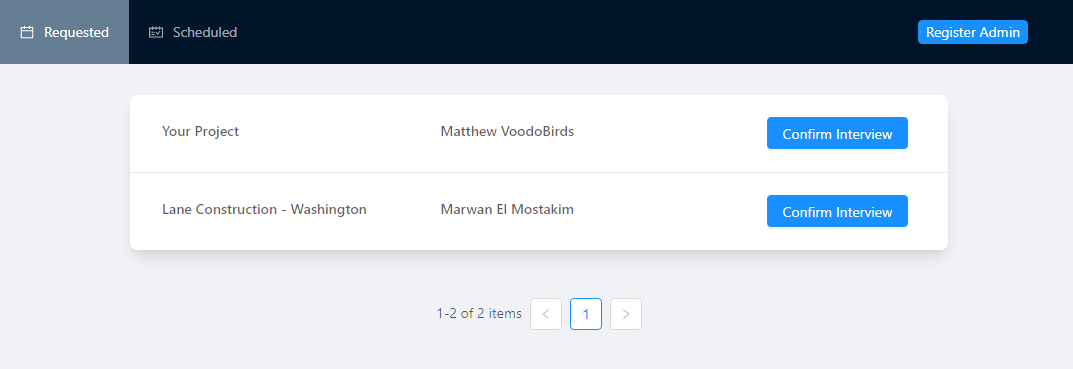 Requested Scheduled Register Admin
Your Project Matthew VoodoBirds Confirm Interview
Lane Construction - Washington Marwan El Mostakim Confirm Interview
1-2 of 2 items < 1 >